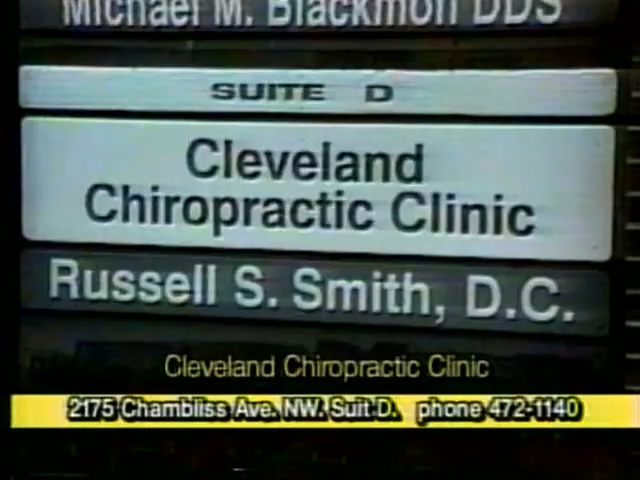 Michael M. Blackmon DDS
SUITE D
Cleveland
Chiropractic Clinic
Russell S. Smith, D.C.
Cleveland Chiropractic Clinic
2175 Chambliss Ave. NW. Suit D. phone 472-1140